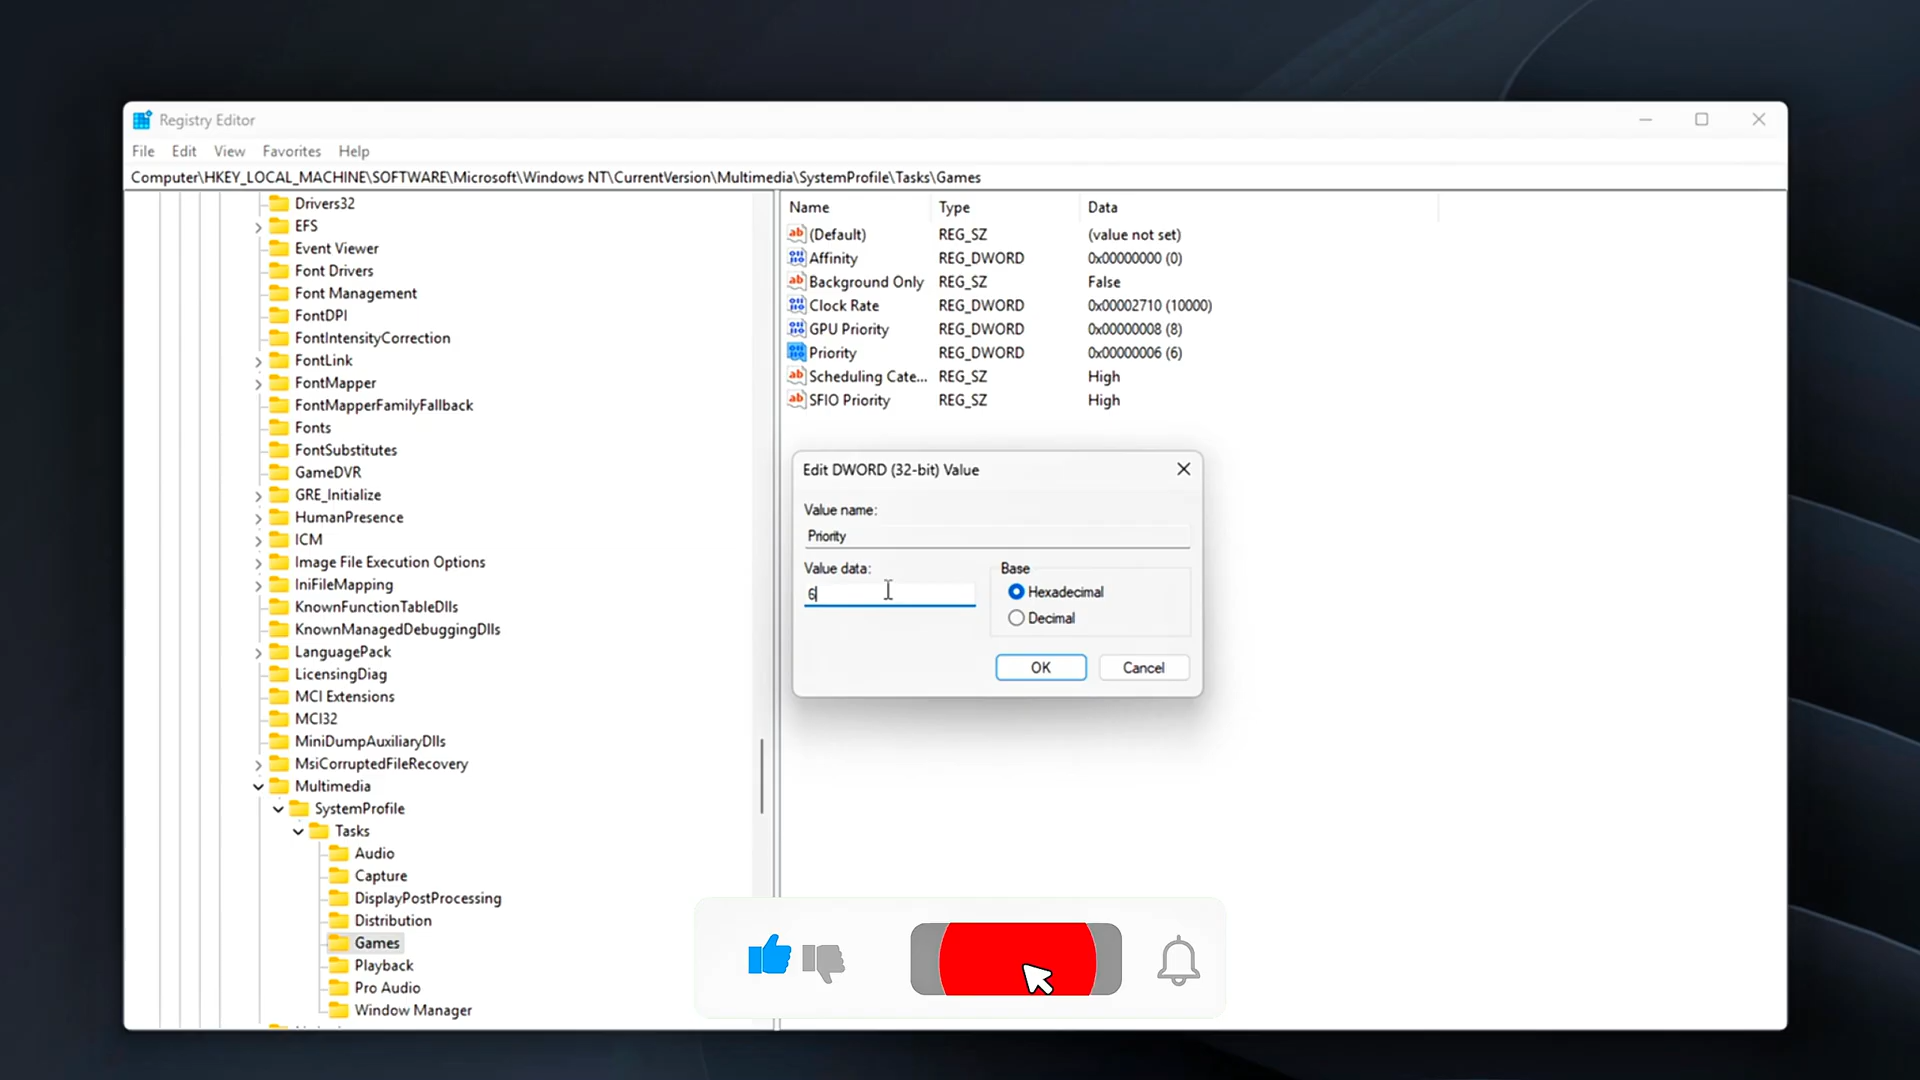 Registry Editor
File Edit View Favorites Help
Computer\HKEY_LOCAL_MACHINE\SOFTWARE\Microsoft\Windows NT\CurrentVersion\Multimedia\SystemProfile\Tasks\Games
Drivers32
EFS
Event Viewer
Font Drivers
Font Management
FontDPI
FontIntensityCorrection
FontLink
FontMapper
FontMapperFamilyFallback
Fonts
FontSubstitutes
GameDVR
GRE_Initialize
HumanPresence
ICM
Image File Execution Options
IniFileMapping
KnownFunctionTableDlls
KnownManagedDebuggingDlls
LanguagePack
LicensingDiag
MCI Extensions
MCI32
MiniDumpAuxiliaryDlls
MsiCorruptedFileRecovery
Multimedia
SystemProfile
Tasks
Audio
Capture
DisplayPostProcessing
Distribution
Games
Playback
Pro Audio
Window Manager
Name Type Data
(Default) REG_SZ (value not set)
Affinity REG_DWORD 0x00000000 (0)
Background Only REG_SZ False
Clock Rate REG_DWORD 0x00002710 (10000)
GPU Priority REG_DWORD 0x00000008 (8)
Priority REG_DWORD 0x00000006 (6)
Scheduling Cate... REG_SZ High
SFIO Priority REG_SZ High
Edit DWORD (32-bit) Value
Value name:
Priority
Value data:
6
Base
Hexadecimal
Decimal
OK
Cancel